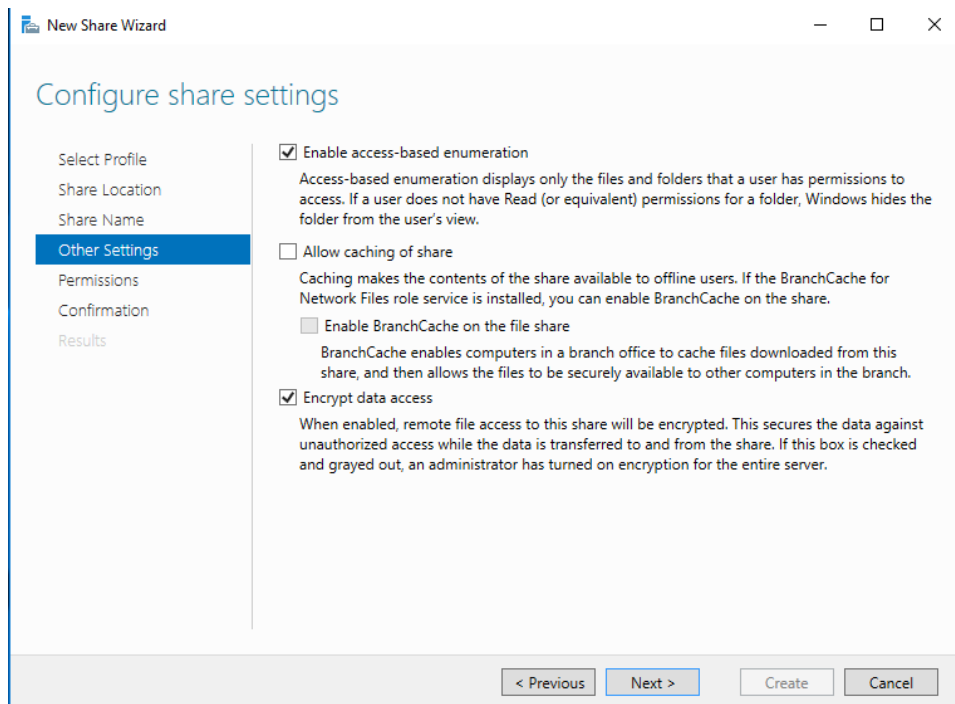 New Share Wizard
Configure share settings
Select Profile
Share Location
Share Name
Other Settings
Permissions
Confirmation
Results
Enable access-based enumeration
Access-based enumeration displays only the files and folders that a user has permissions to
access. If a user does not have Read (or equivalent) permissions for a folder, Windows hides the
folder from the user's view.
Allow caching of share
Caching makes the contents of the share available to offline users. If the BranchCache for
Network Files role service is installed, you can enable BranchCache on the share.
Enable BranchCache on the file share
BranchCache enables computers in a branch office to cache files downloaded from this
share, and then allows the files to be securely available to other computers in the branch.
Encrypt data access
When enabled, remote file access to this share will be encrypted. This secures the data against
unauthorized access while the data is transferred to and from the share. If this box is checked
and grayed out, an administrator has turned on encryption for the entire server.
< Previous Next > Create Cancel